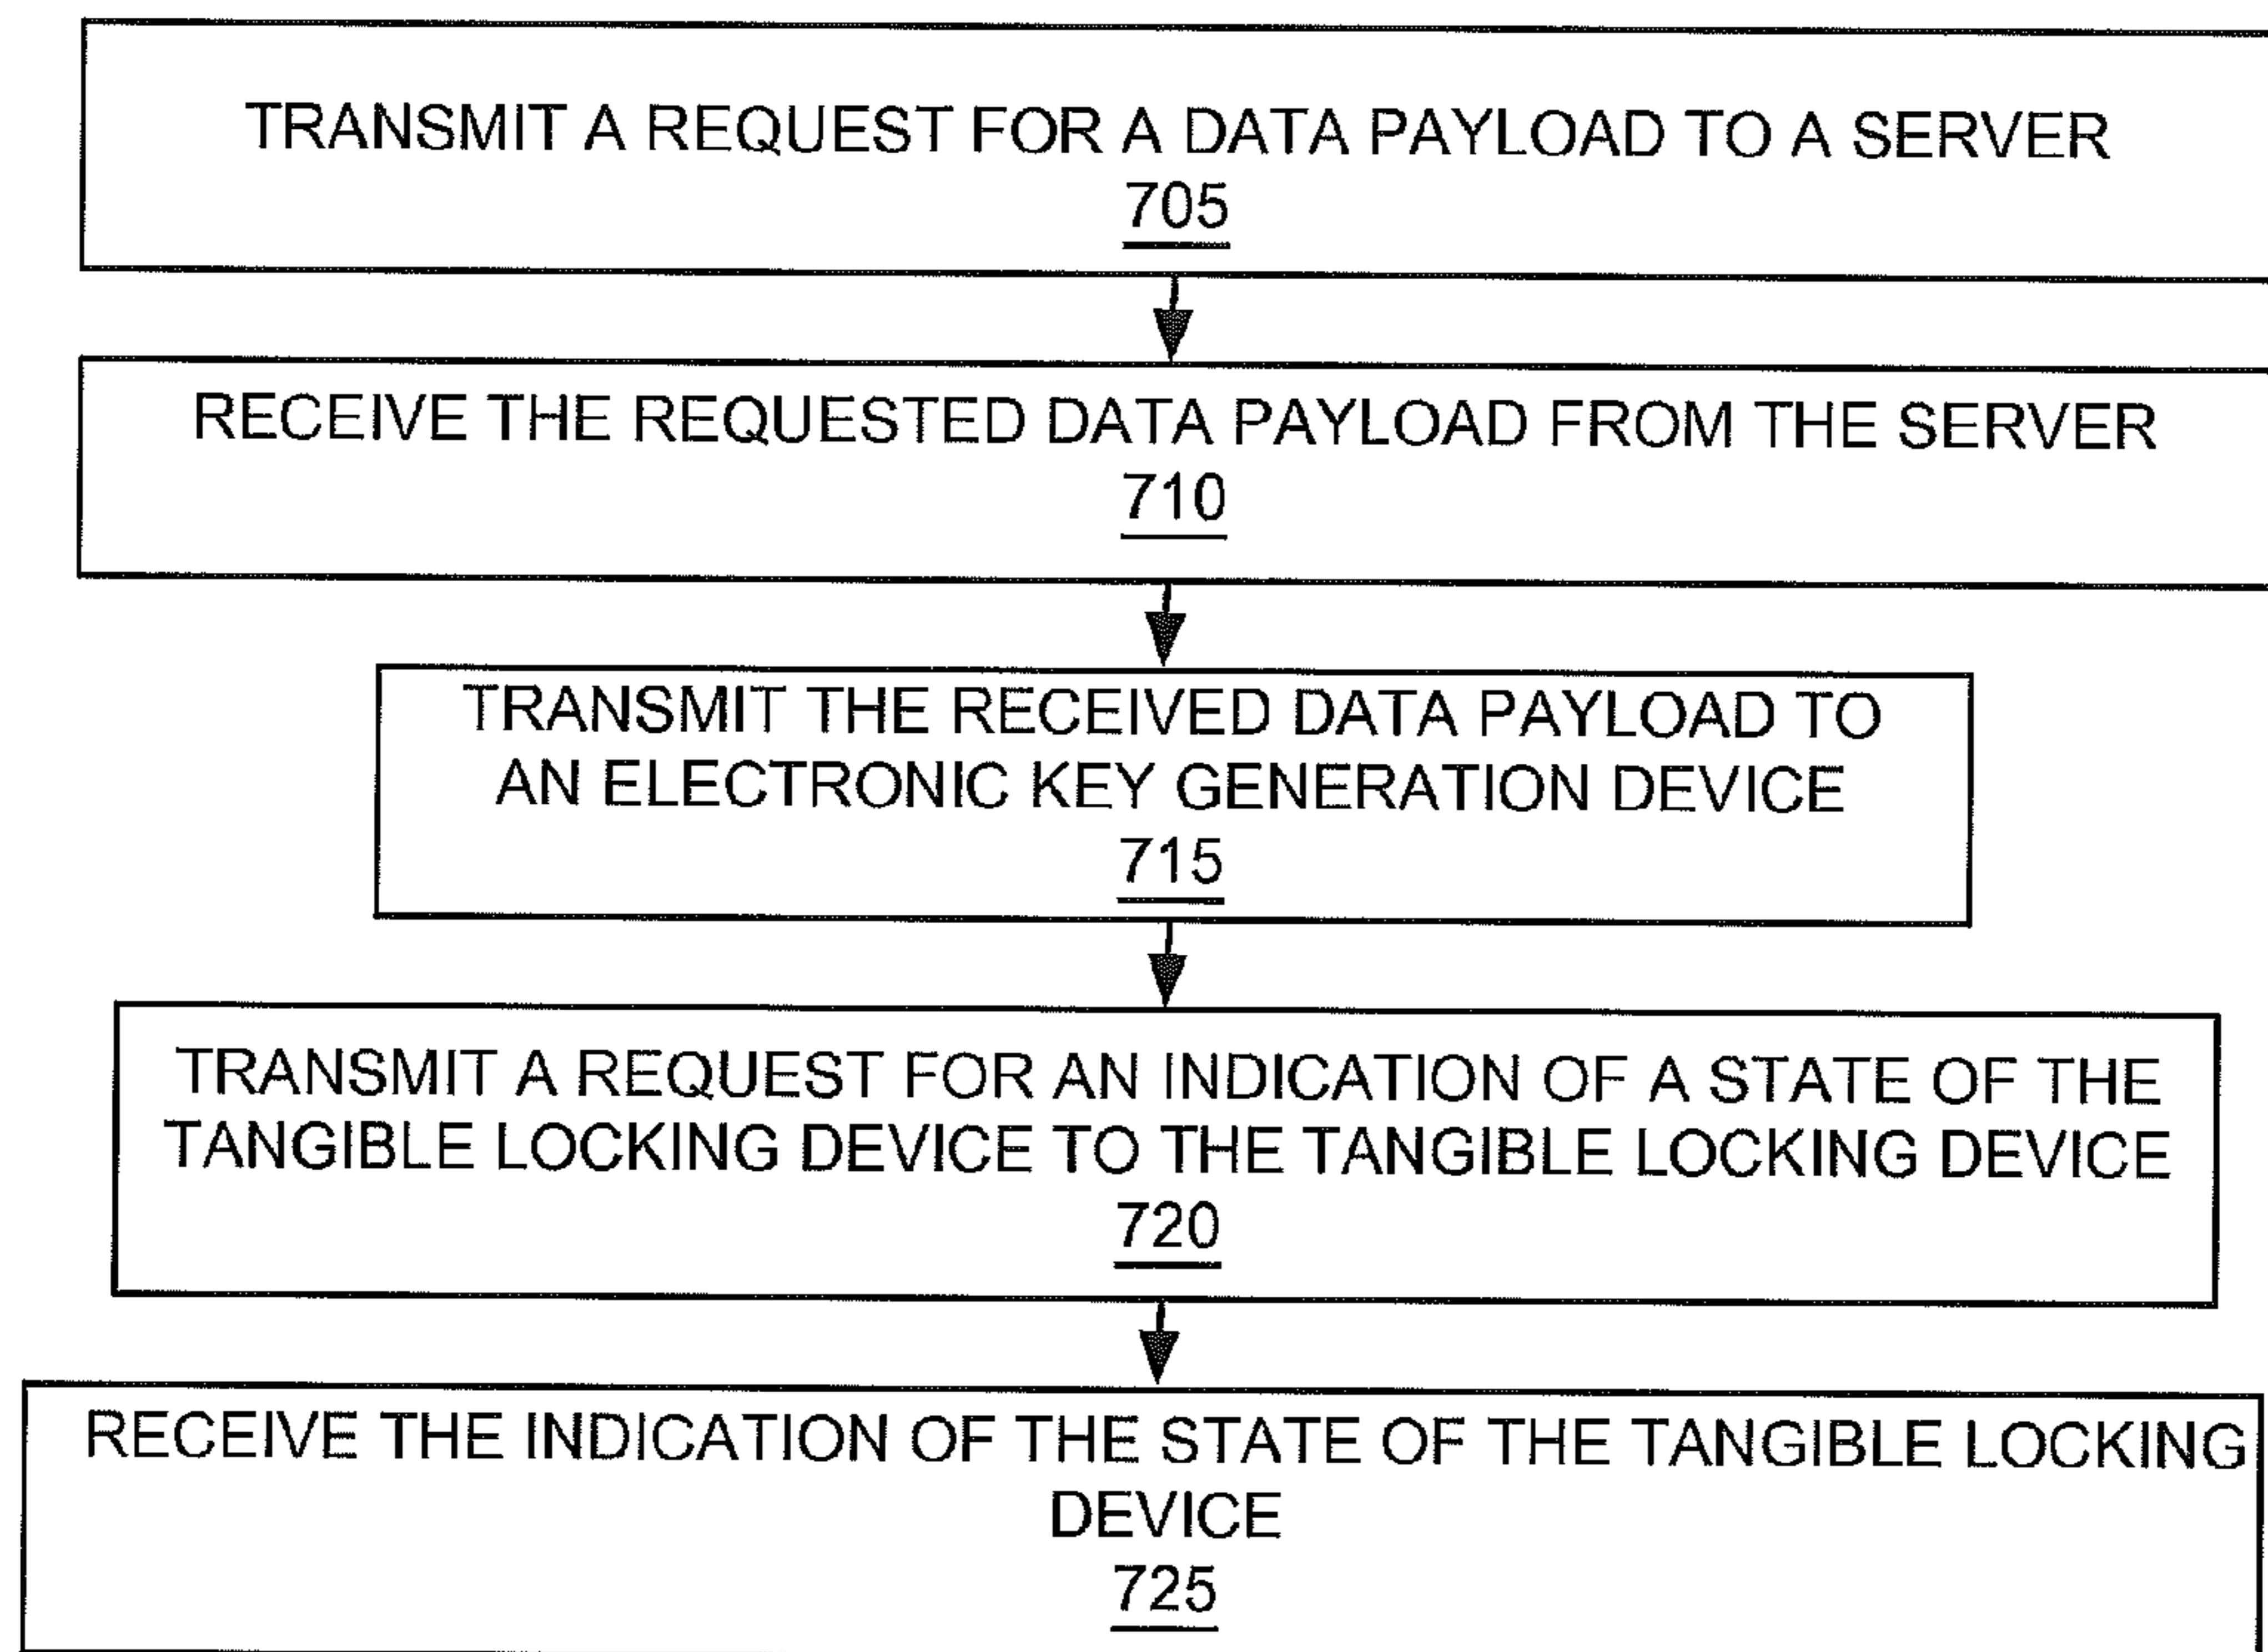 TRANSMIT A REQUEST FOR A DATA PAYLOAD TO A SERVER
705
RECEIVE THE REQUESTED DATA PAYLOAD FROM THE SERVER
710
TRANSMIT THE RECEIVED DATA PAYLOAD TO
AN ELECTRONIC KEY GENERATION DEVICE
715
TRANSMIT A REQUEST FOR AN INDICATION OF A STATE OF THE
TANGIBLE LOCKING DEVICE TO THE TANGIBLE LOCKING DEVICE
720
RECEIVE THE INDICATION OF THE STATE OF THE TANGIBLE LOCKING
DEVICE
725